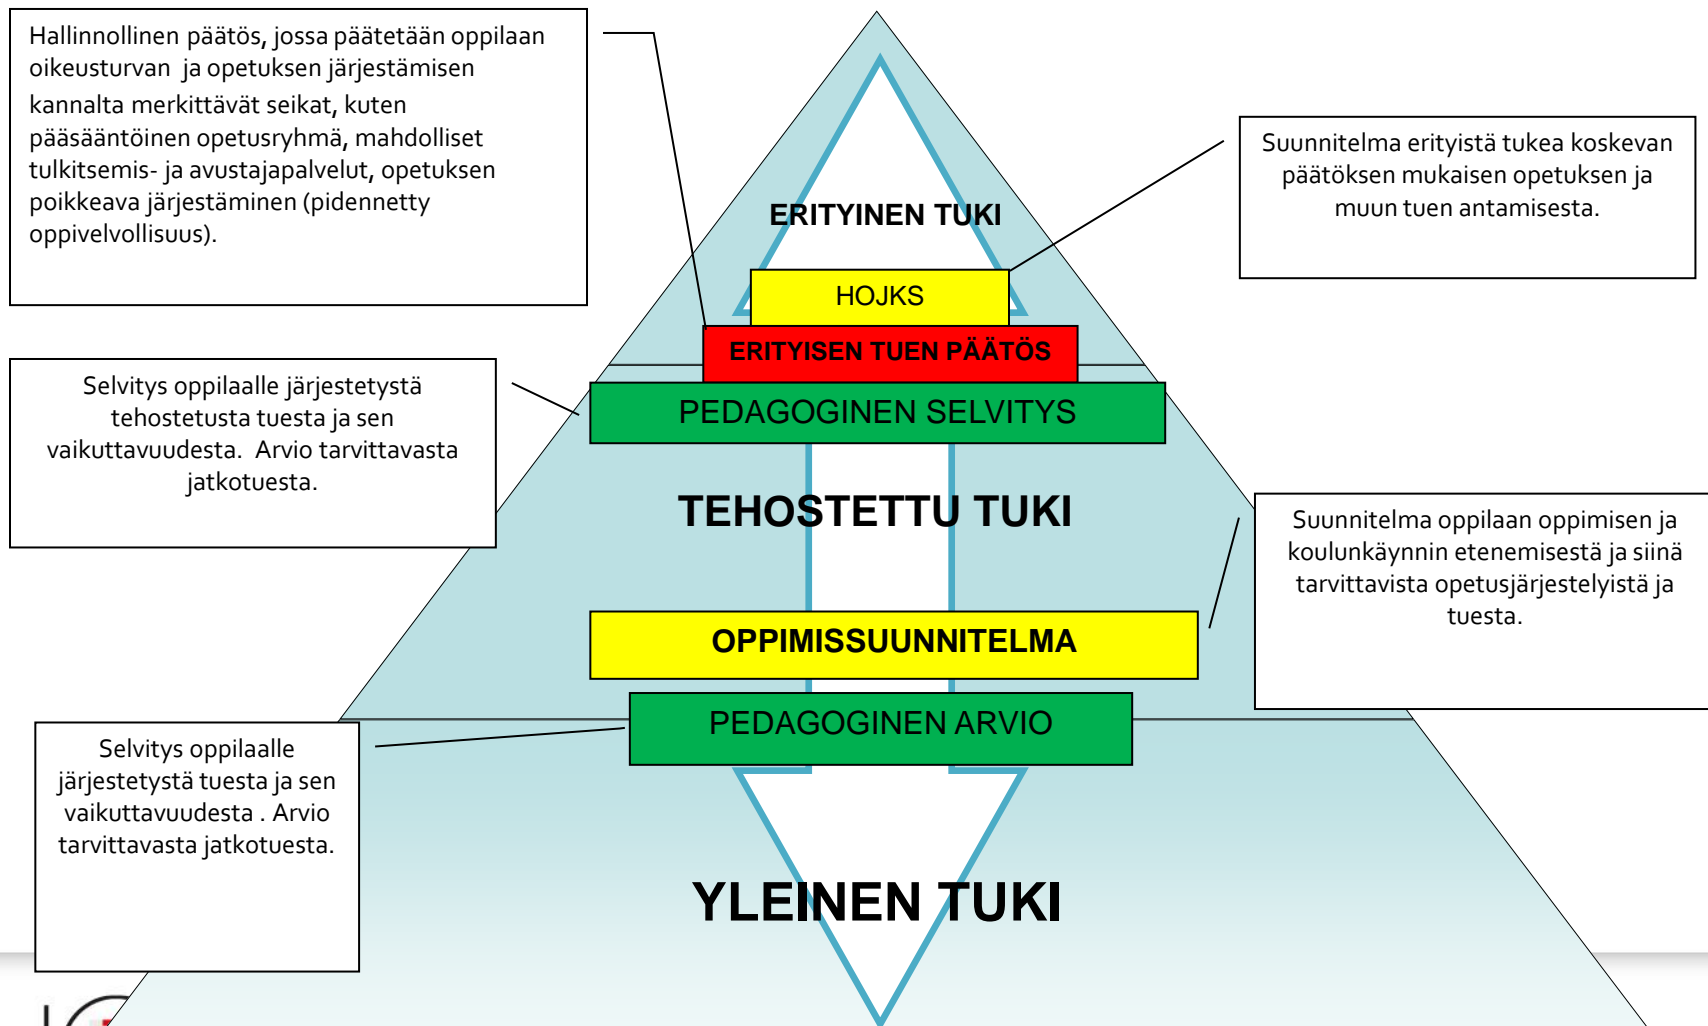 Hallinnollinen päätös, jossa päätetään oppilaan
oikeusturvan ja opetuksen järjestämisen
kannalta merkittävät seikat, kuten
pääsääntöinen opetusryhmä, mahdolliset
tulkitsemis- ja avustajapalvelut, opetuksen
poikkeava järjestäminen (pidennetty
oppivelvollisuus).
Suunnitelma erityistä tukea koskevan
päätöksen mukaisen opetuksen ja
muun tuen antamisesta.
ERITYINEN TUKI
HOJKS
ERITYISEN TUEN PÄÄTÖS
Selvitys oppilaalle järjestetystä
tehostetusta tuesta ja sen
vaikuttavuudesta. Arvio tarvittavasta
jatkotuesta.
PEDAGOGINEN SELVITYS
TEHOSTETTU TUKI
Suunnitelma oppilaan oppimisen ja
koulunkäynnin etenemisestä ja siinä
tarvittavista opetusjärjestelyistä ja
tuesta.
OPPIMISSUUNNITELMA
PEDAGOGINEN ARVIO
Selvitys oppilaalle
järjestetystä tuesta ja sen
vaikuttavuudesta . Arvio
tarvittavasta jatkotuesta.
YLEINEN TUKI